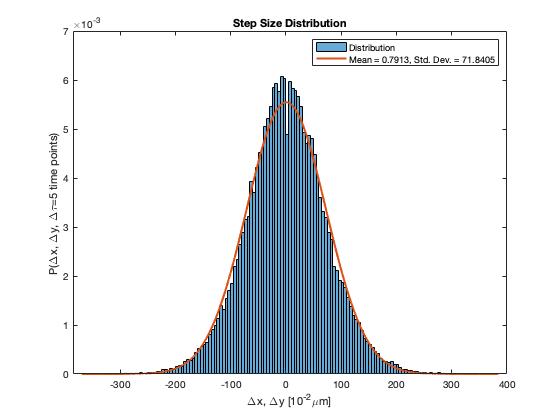 Step Size Distribution
×10⁻³
7
6
5
4
3
2
1
0
P(Δx, Δy, Δτ=5 time points)
Distribution
Mean = 0.7913, Std. Dev. = 71.8405
-300 -200 -100 0 100 200 300 400
Δx, Δy [10⁻²μm]